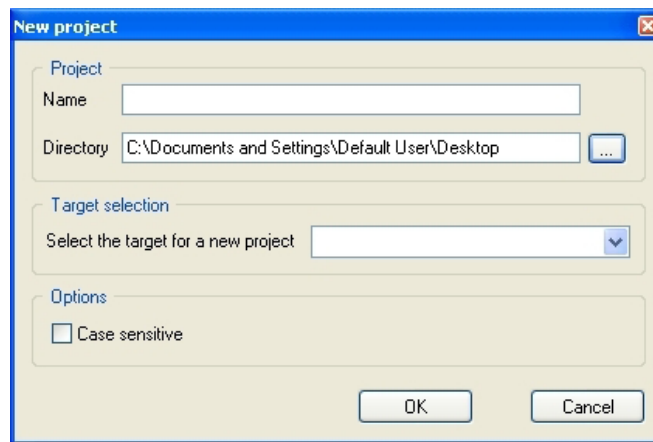 New project
Project
Name
Directory C:\Documents and Settings\Default User\Desktop ...
Target selection
Select the target for a new project
Options
Case sensitive
OK Cancel